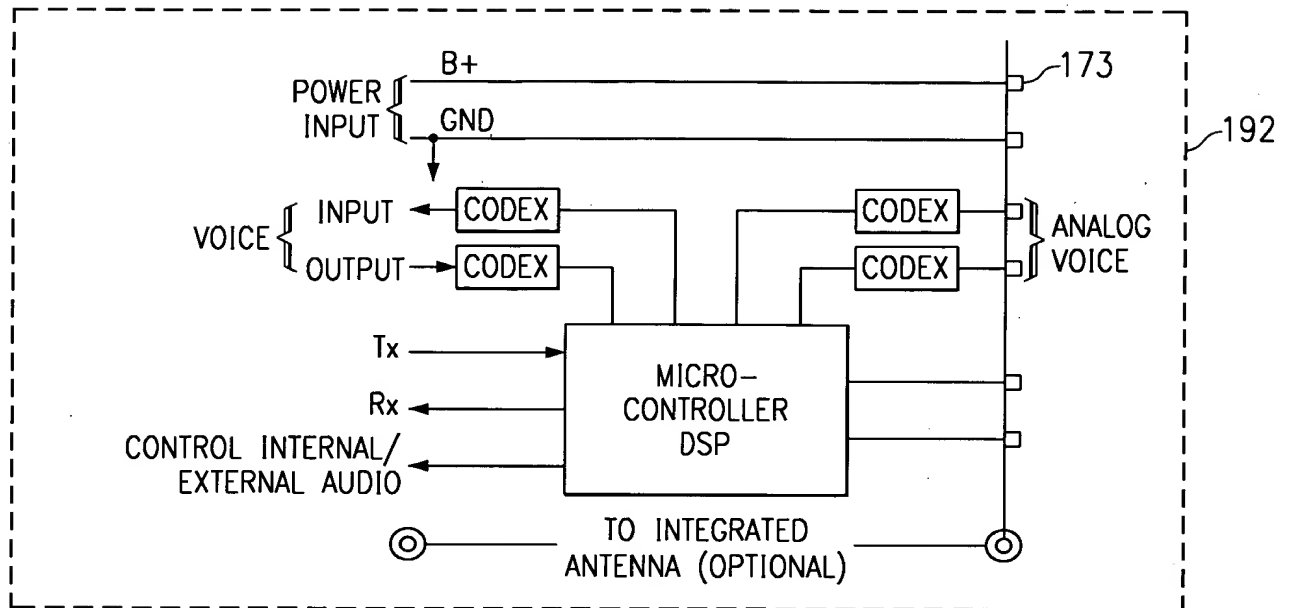 B+
173
POWER
INPUT
GND
192
INPUT
CODEX
CODEX
ANALOG
VOICE
VOICE
OUTPUT
CODEX
CODEX
Tx
MICRO-
CONTROLLER
DSP
Rx
CONTROL INTERNAL/
EXTERNAL AUDIO
TO INTEGRATED
ANTENNA (OPTIONAL)